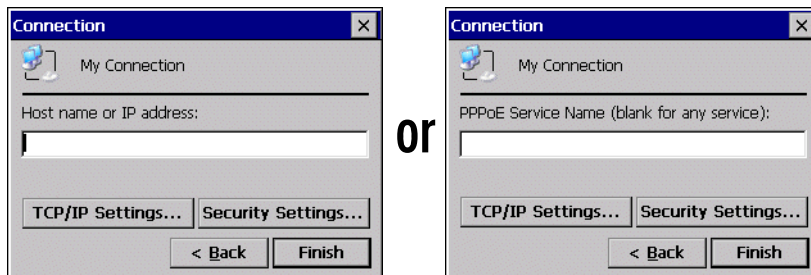 Connection
My Connection
Host name or IP address:
TCP/IP Settings... Security Settings...
< Back Finish
or
Connection
My Connection
PPPoE Service Name (blank for any service):
TCP/IP Settings... Security Settings...
< Back Finish